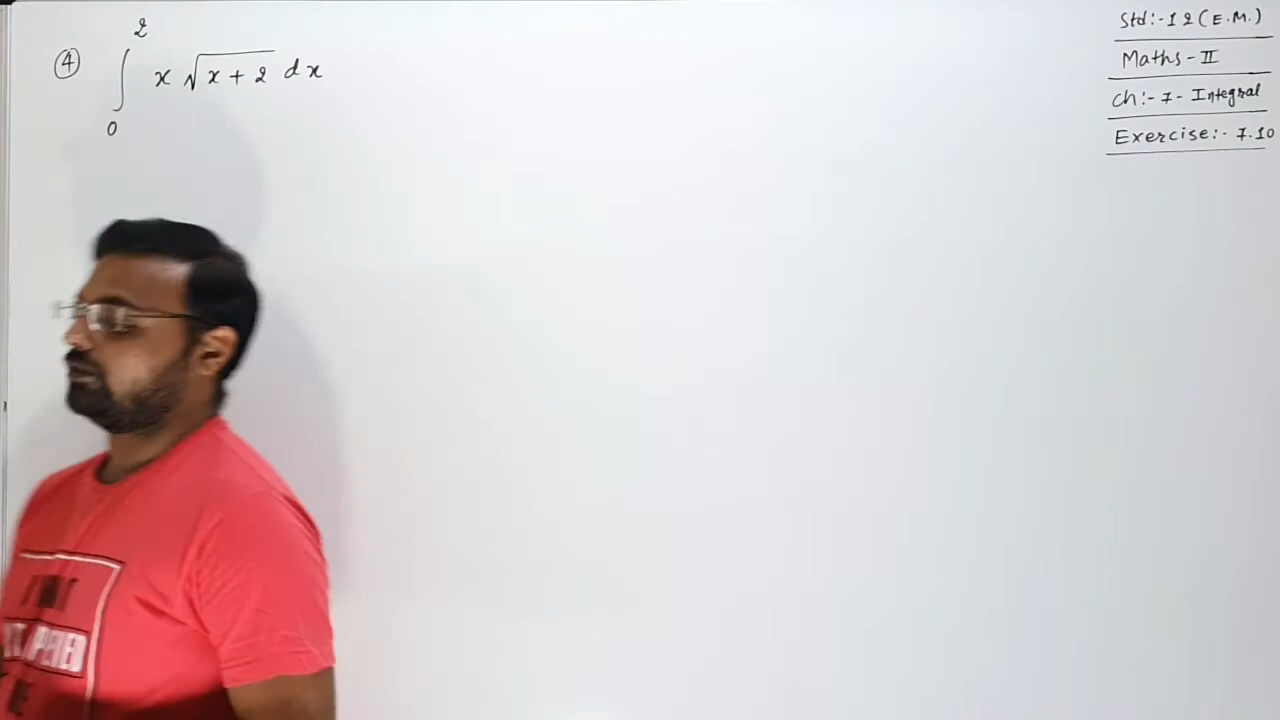 ④ ∫₀² x √(x + 2) dx
Std:-12(E.M.)
Maths-II
Ch:-7-Integral
Exercise:-7.10